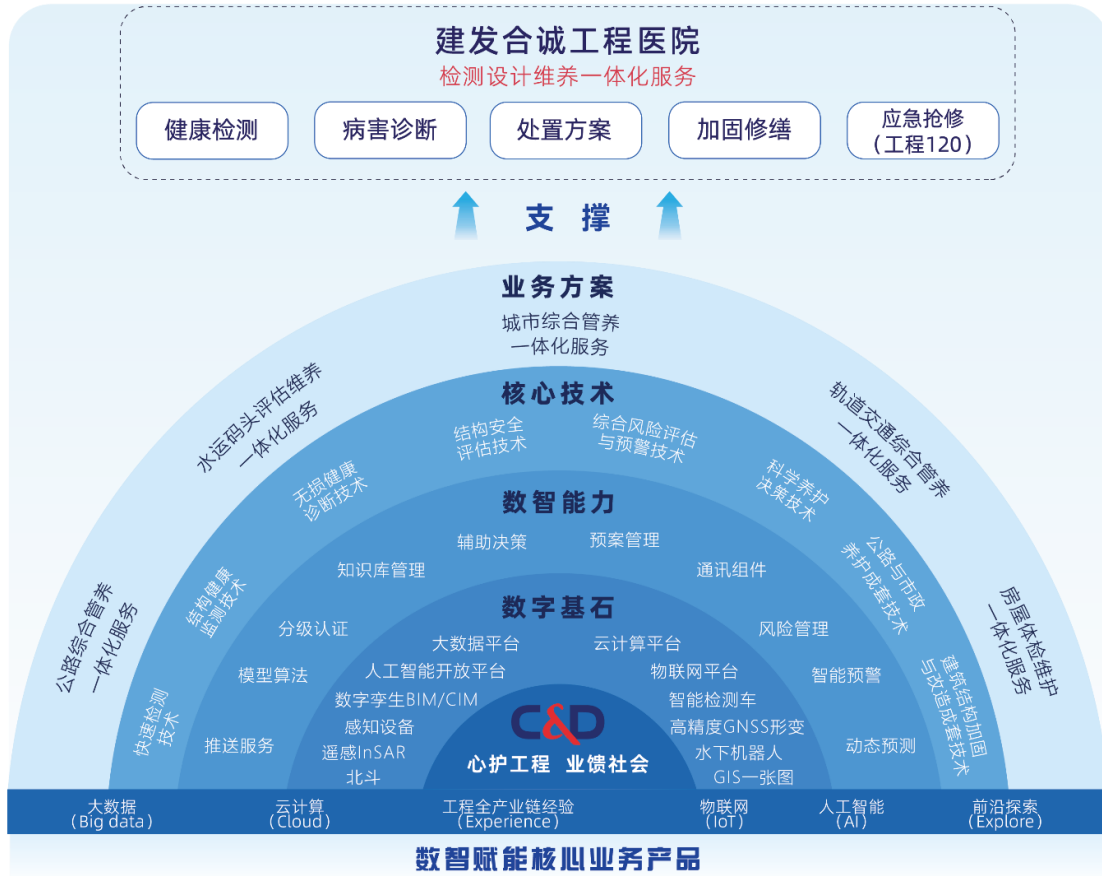 建发合诚工程医院
检测设计维养一体化服务
健康检测
病害诊断
处置方案
加固修缮
应急抢修
（工程120）
支撑
业务方案
城市综合管养
一体化服务
水运码头评估维养
一体化服务
轨道交通综合管养
一体化服务
公路综合管养
一体化服务
房屋体检维护
一体化服务
核心技术
结构安全
评估技术
综合风险评估
与预警技术
无损健康
诊断技术
科学养护
决策技术
结构健康
监测技术
公路与市政
养护成套技术
快速检测
技术
建筑结构加固
与改造成套技术
数智能力
辅助决策
预案管理
知识库管理
通讯组件
分级认证
风险管理
模型算法
智能预警
推送服务
动态预测
数字基石
大数据平台
云计算平台
人工智能开放平台
物联网平台
数字孪生BIM/CIM
智能检测车
感知设备
高精度GNSS形变
遥感InSAR
水下机器人
北斗
GIS一张图
C&D
心护工程 业馈社会
大数据
（Big data）
云计算
（Cloud）
工程全产业链经验
（Experience）
物联网
（IoT）
人工智能
（AI）
前沿探索
（Explore）
数智赋能核心业务产品